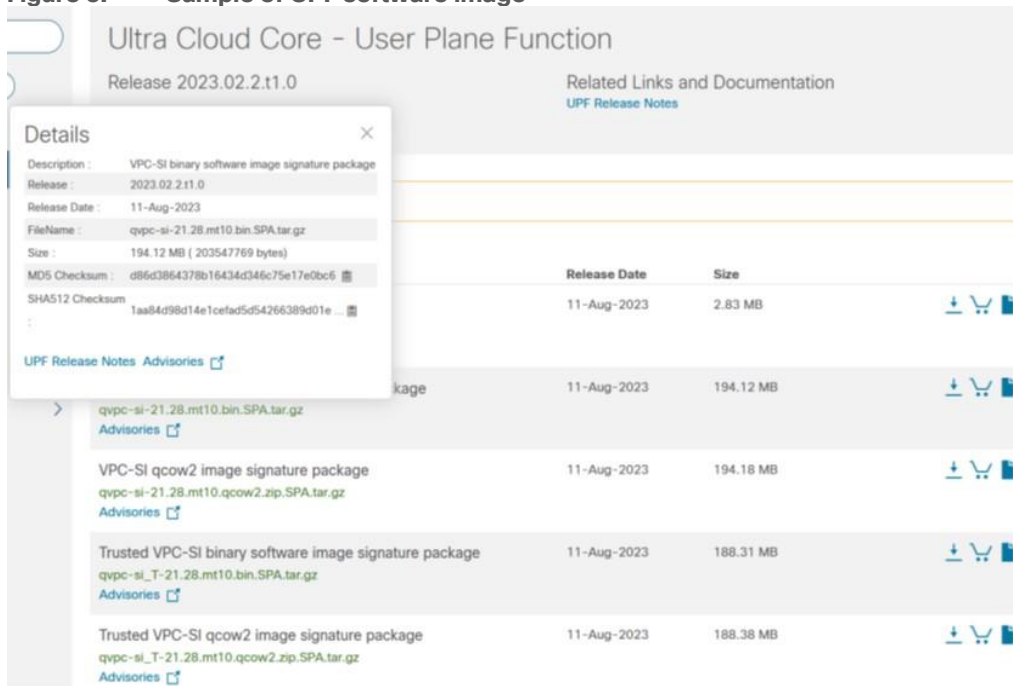 Ultra Cloud Core - User Plane Function
Release 2023.02.2.t1.0
Related Links and Documentation
UPF Release Notes
Details
Description : VPC-SI binary software image signature package
Release : 2023.02.2.t1.0
Release Date : 11-Aug-2023
FileName : qvpc-si-21.28.mt10.bin.SPA.tar.gz
Size : 194.12 MB ( 203547769 bytes)
MD5 Checksum : d86d3864378b16434d346c75e17e0bc6
SHA512 Checksum : 1aa84d98d14e1cefad5d54266389d01e ...
UPF Release Notes Advisories
Release Date Size
11-Aug-2023 2.83 MB
kage 11-Aug-2023 194.12 MB
qvpc-si-21.28.mt10.bin.SPA.tar.gz
Advisories
VPC-SI qcow2 image signature package 11-Aug-2023 194.18 MB
qvpc-si-21.28.mt10.qcow2.zip.SPA.tar.gz
Advisories
Trusted VPC-SI binary software image signature package 11-Aug-2023 188.31 MB
qvpc-si_T-21.28.mt10.bin.SPA.tar.gz
Advisories
Trusted VPC-SI qcow2 image signature package 11-Aug-2023 188.38 MB
qvpc-si_T-21.28.mt10.qcow2.zip.SPA.tar.gz
Advisories